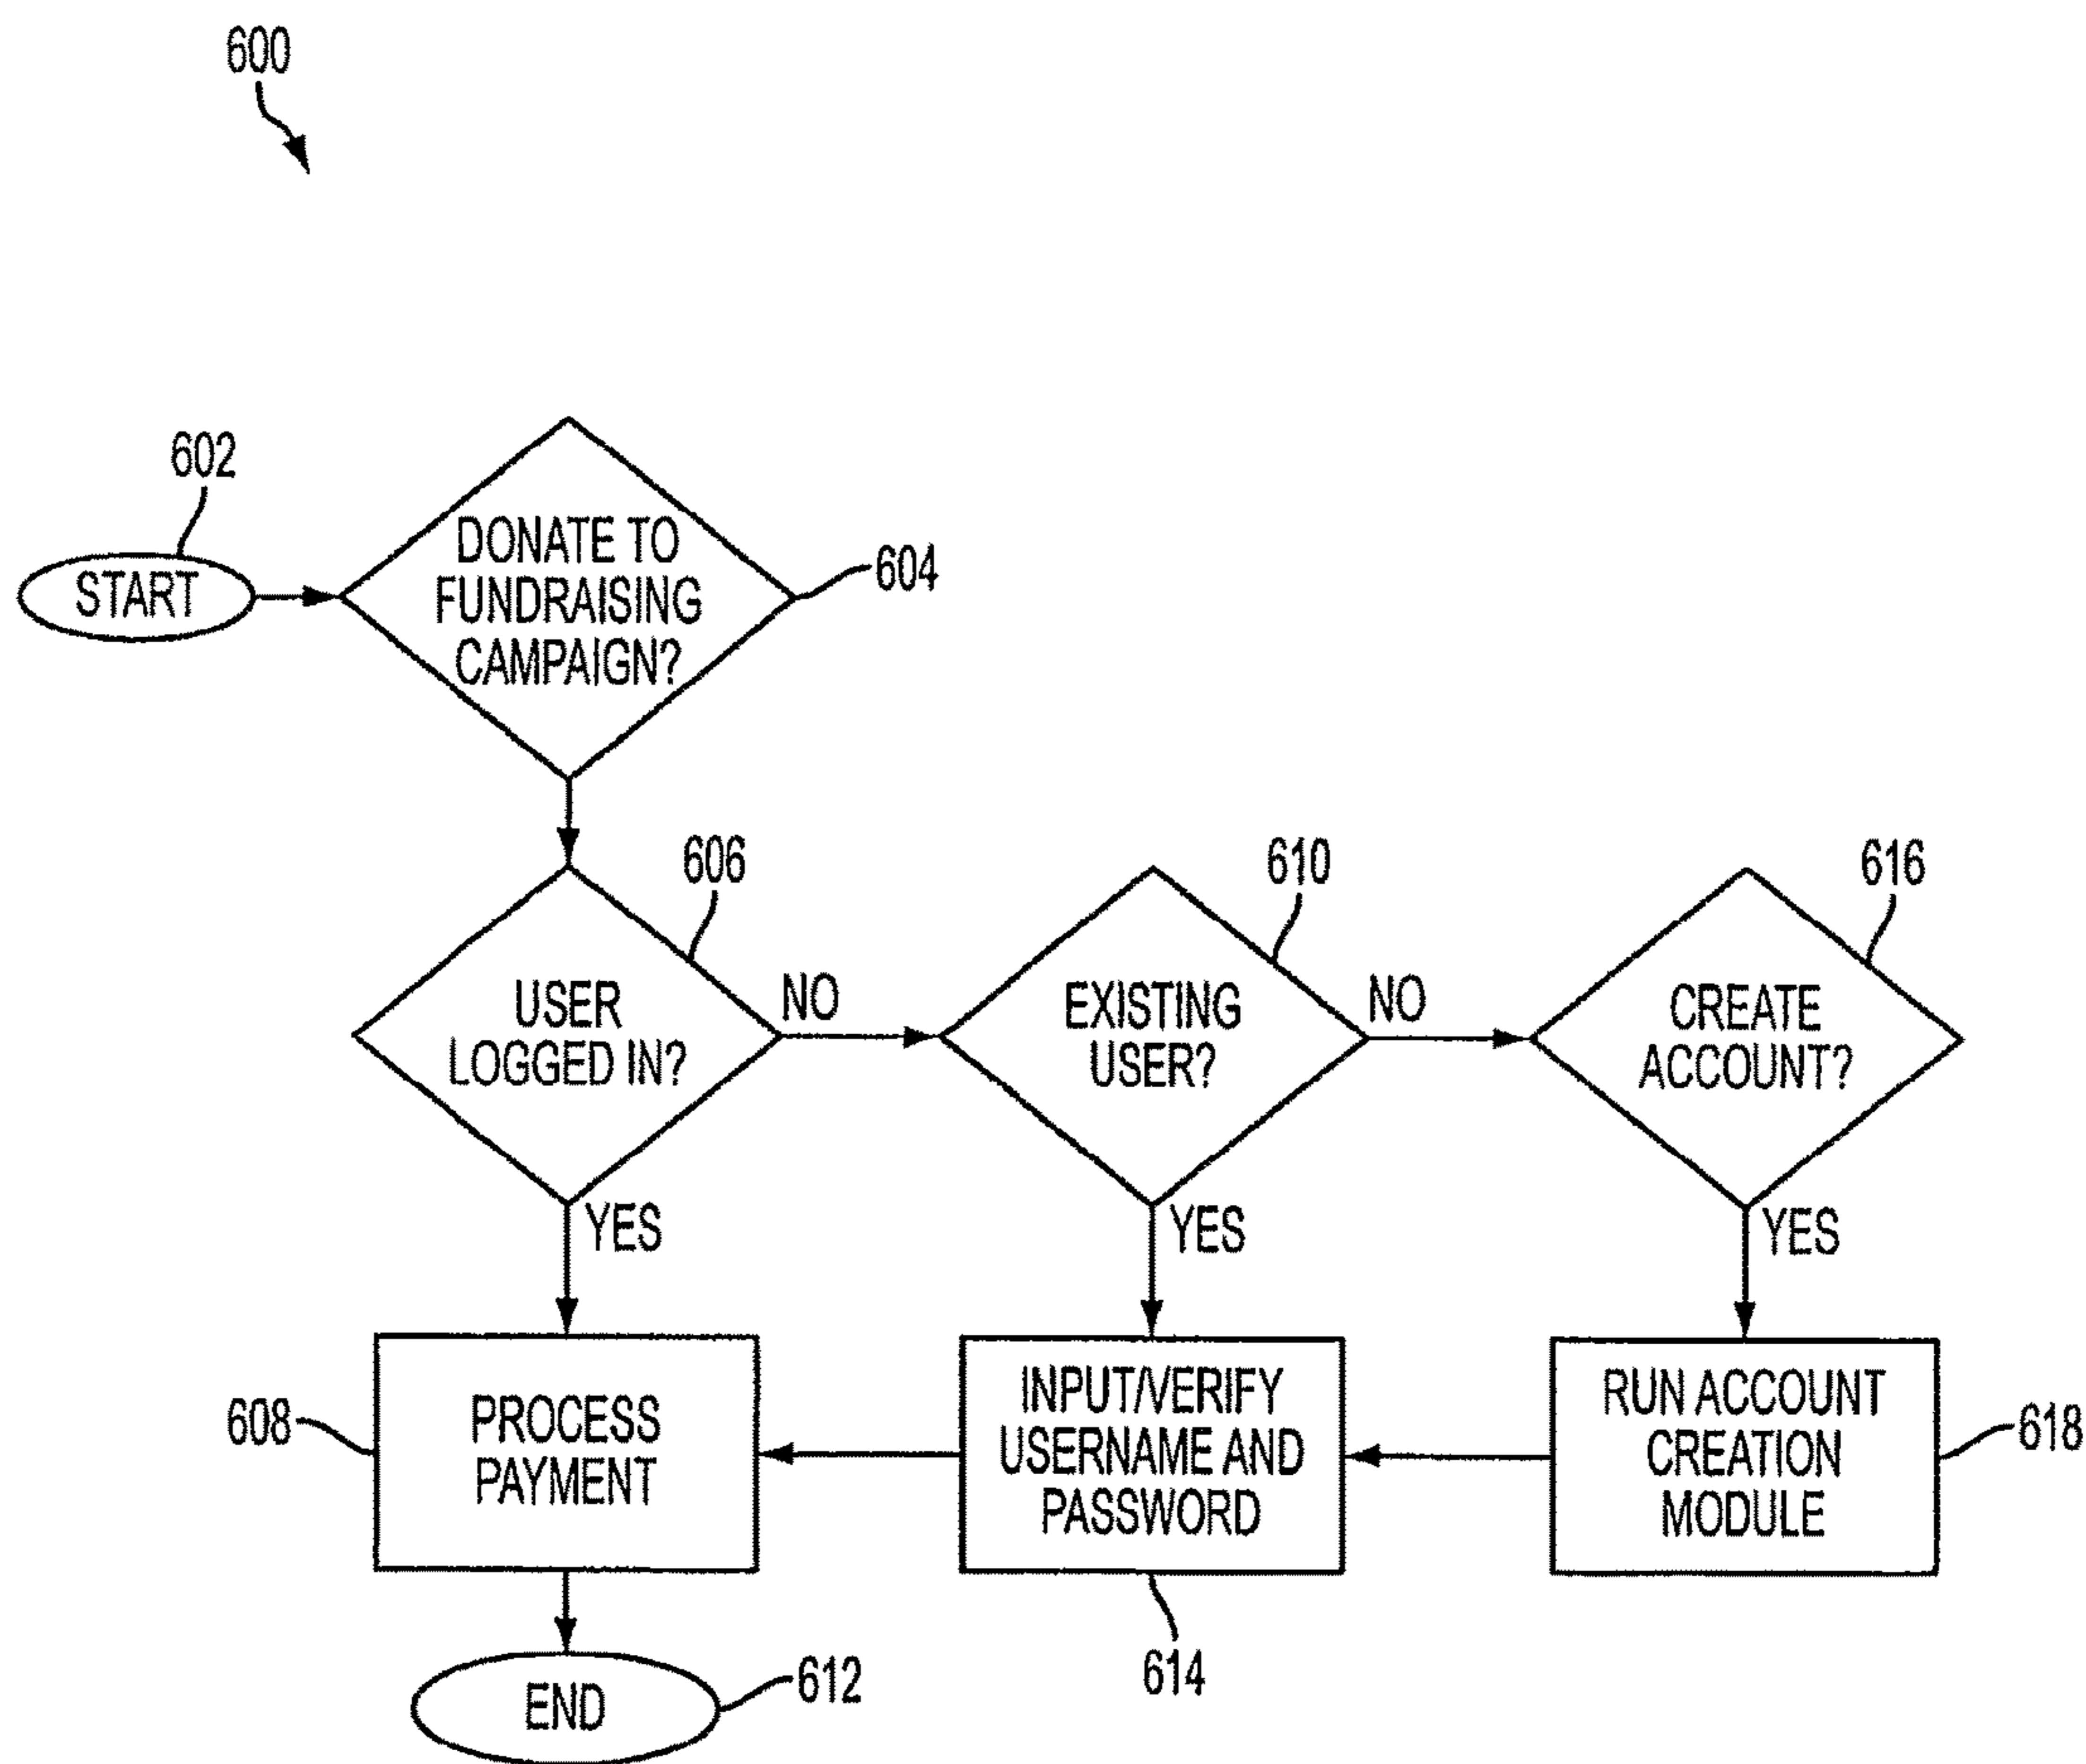 600
602
START
DONATE TO
FUNDRAISING
CAMPAIGN?
604
606
USER
LOGGED IN?
NO
610
EXISTING
USER?
NO
616
CREATE
ACCOUNT?
YES
YES
YES
608
PROCESS
PAYMENT
INPUT/VERIFY
USERNAME AND
PASSWORD
614
RUN ACCOUNT
CREATION
MODULE
618
END
612